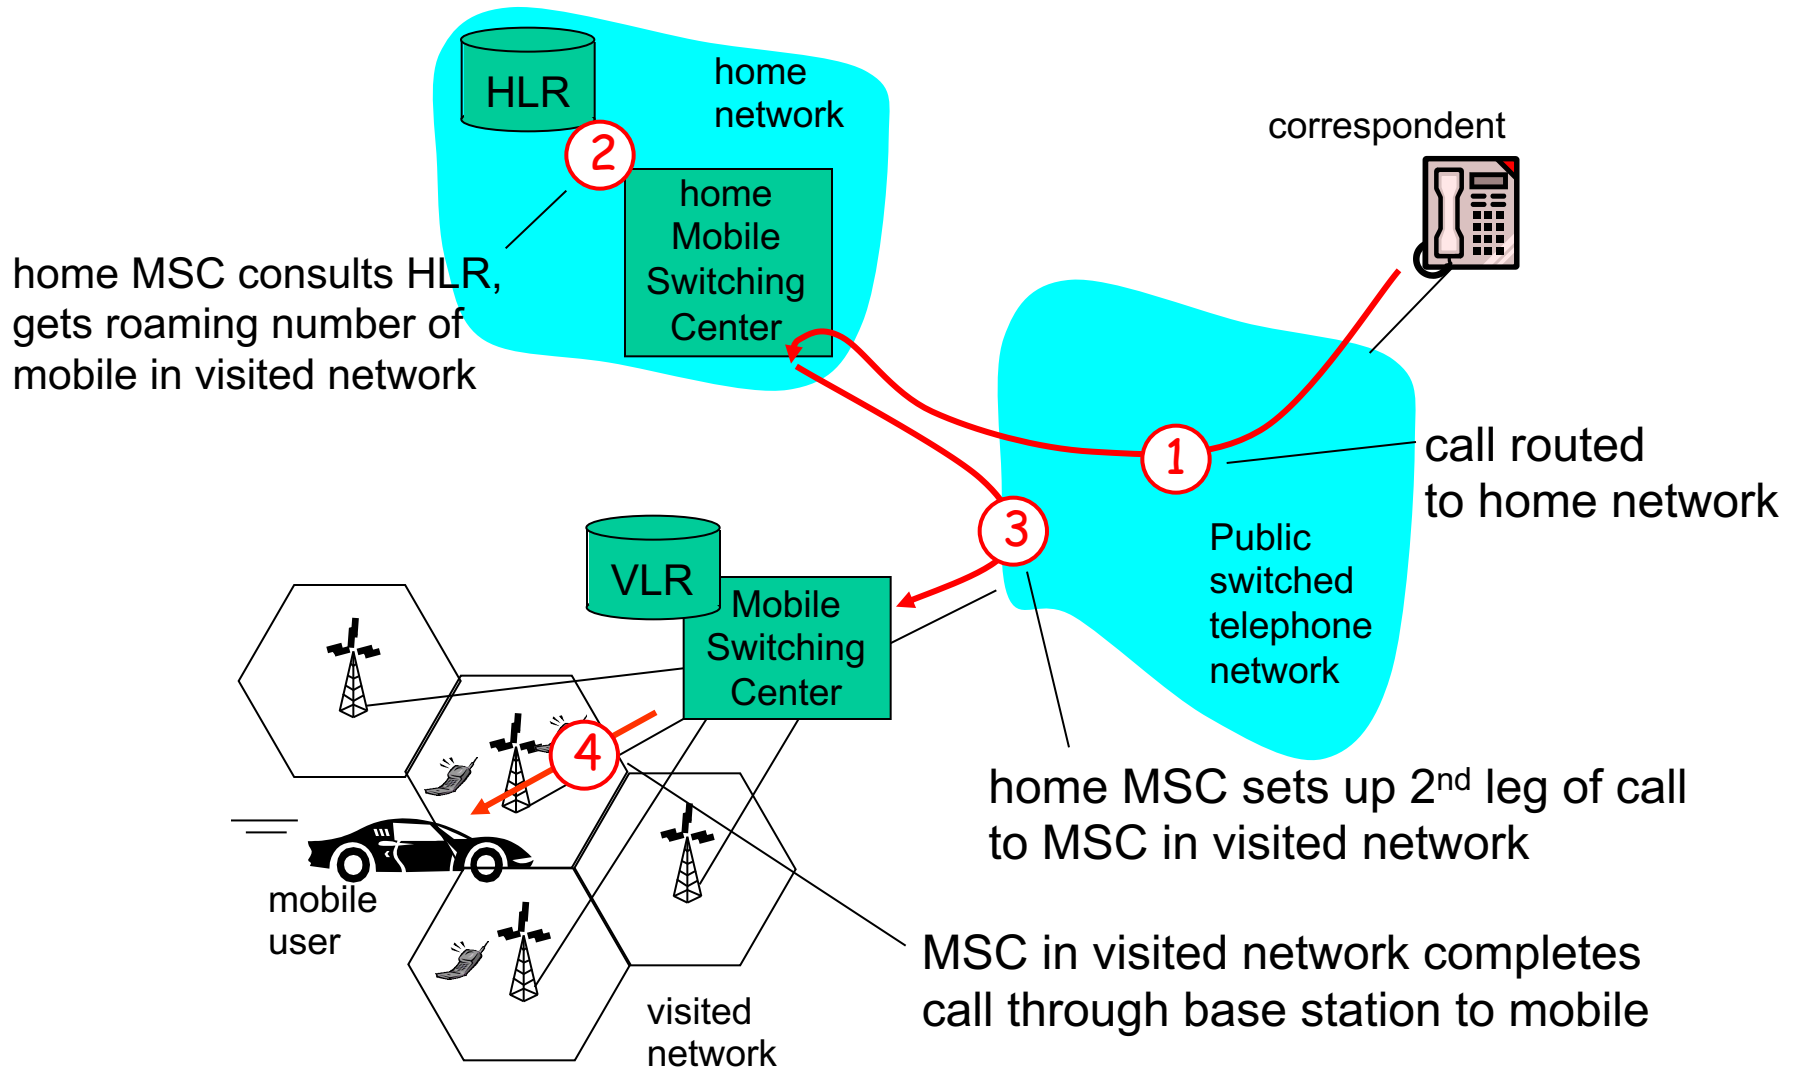 HLR
home
network
correspondent
2
home
Mobile
Switching
Center
home MSC consults HLR,
gets roaming number of
mobile in visited network
1
call routed
to home network
3
Public
switched
telephone
network
VLR
Mobile
Switching
Center
4
home MSC sets up 2nd leg of call
to MSC in visited network
mobile
user
MSC in visited network completes
call through base station to mobile
visited
network